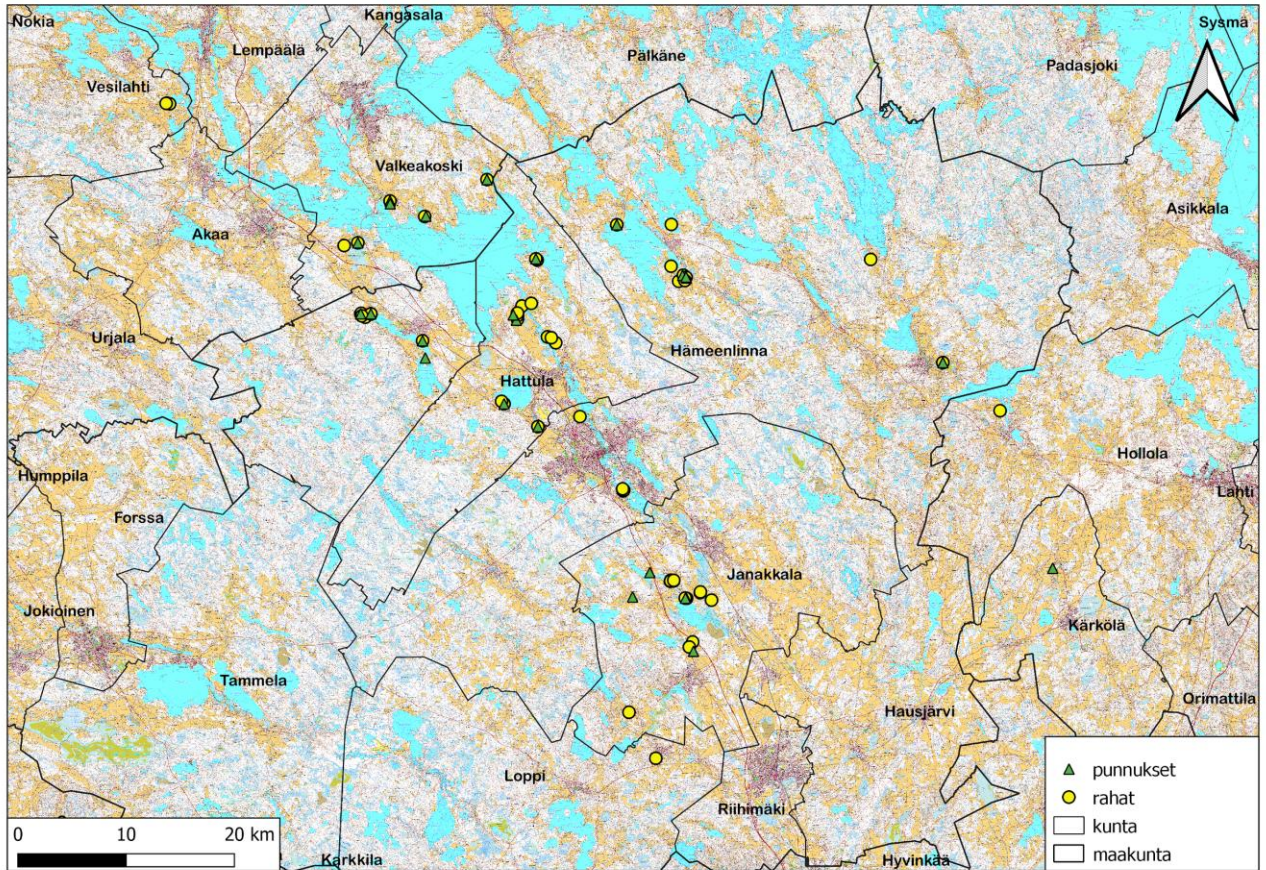 Nokia
Kangasala
Sysmä
Lempäälä
Pälkäne
Padasjoki
Vesilahti
Valkeakoski
Asikkala
Akaa
Urjala
Hämeenlinna
Hattula
Hollola
Humppila
Lahti
Forssa
Janakkala
Jokioinen
Kärkölä
Tammela
Orimattila
Hausjärvi
Loppi
Riihimäki
Karkkila
Hyvinkää
punnukset
rahat
kunta
maakunta
0 10 20 km